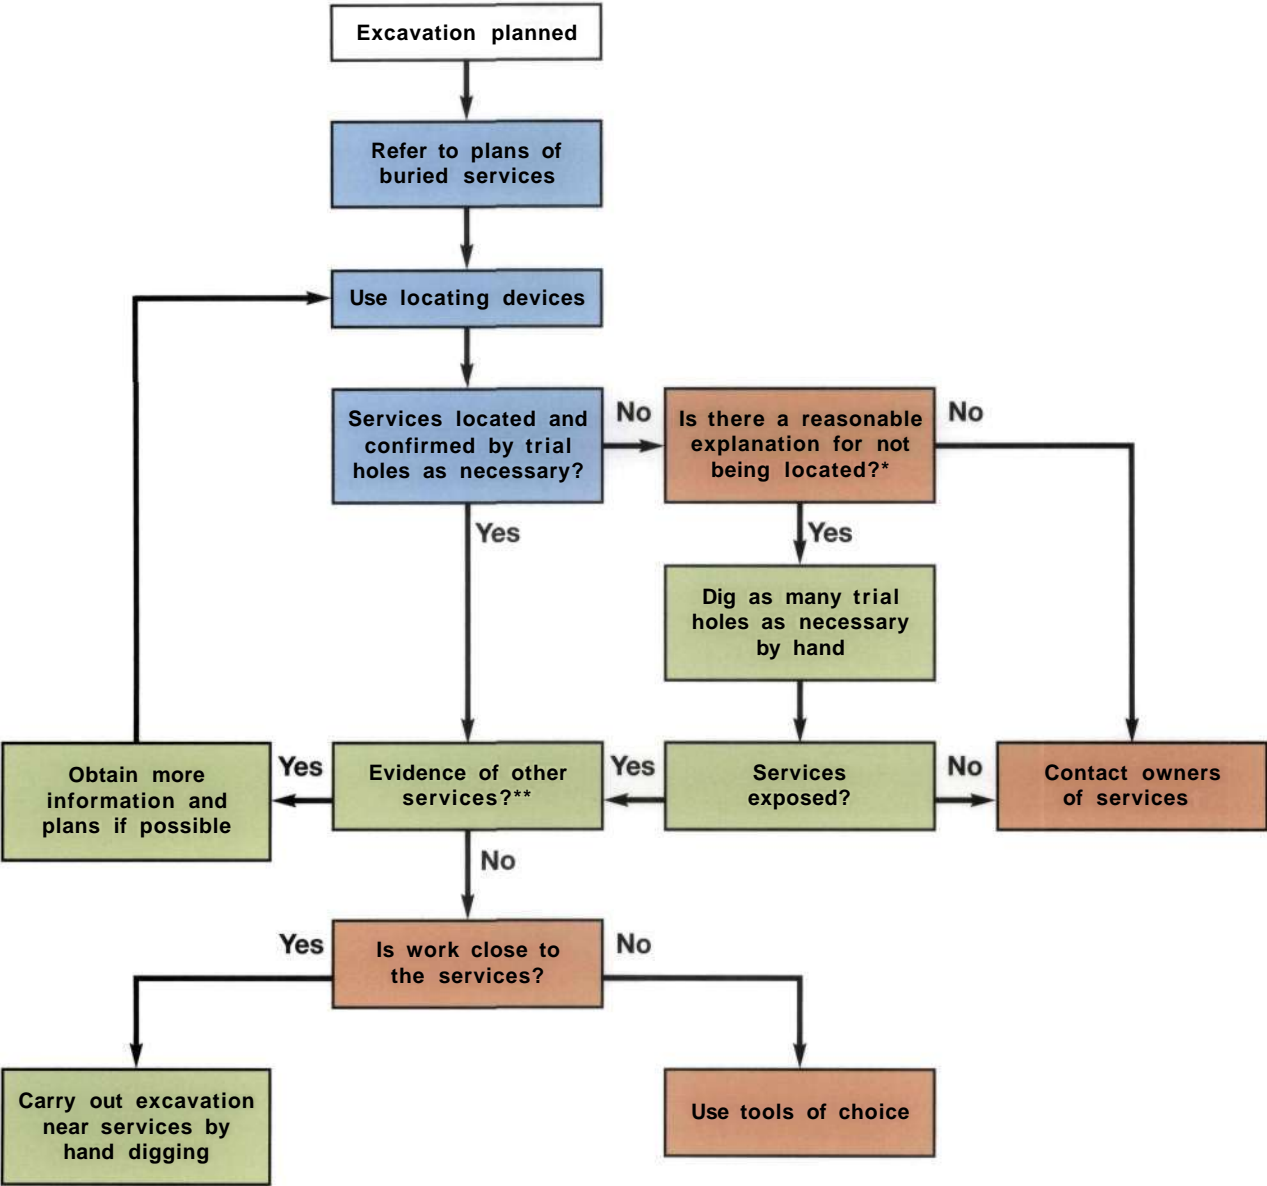 Excavation planned
Refer to plans of
buried services
Use locating devices
Services located and
confirmed by trial
holes as necessary?
No
Is there a reasonable
explanation for not
being located?*
No
Yes
Yes
Dig as many trial
holes as necessary
by hand
Obtain more
information and
plans if possible
Yes
Evidence of other
services?**
Yes
Services
exposed?
No
Contact owners
of services
No
Yes
Is work close to
the services?
No
Carry out excavation
near services by
hand digging
Use tools of choice